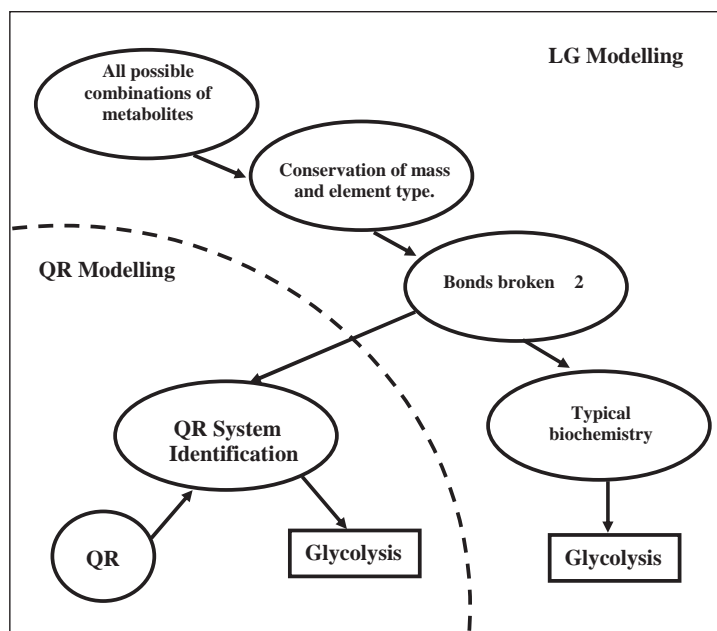 LG Modelling
All possible
combinations of
metabolites
Conservation of mass
and element type.
QR Modelling
Bonds broken 2
Typical
biochemistry
QR System
Identification
QR
Glycolysis
Glycolysis